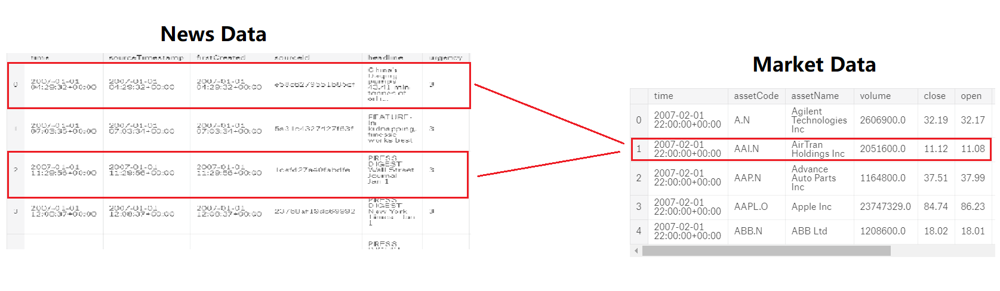 News Data
time sourceTimestamp firstCreated sourceId headline urgency
0 2007-01-01 04:29:32+00:00 2007-01-01 04:29:32+00:00 2007-01-01 04:29:32+00:00 China's Daqing pumps 43.41 mln tonnes of 3
1 2007-01-01 2007-01-01 07:03:34+00:00 2007-01-01 07:03:34+00:00 FEATURE-In kidnapping, finesse works best 3
2 2007-01-01 11:29:56+00:00 2007-01-01 11:29:56+00:00 2007-01-01 11:29:56+00:00 PRESS DIGEST Wall Street Journal Jan 1 3
3 2007-01-01 12:08:37+00:00 2007-01-01 12:08:37+00:00 2007-01-01 12:08:37+00:00 PRESS DIGEST New York Times Jan 1 3
PRESS
Market Data
time assetCode assetName volume close open
0 2007-02-01 22:00:00+00:00 A.N Agilent Technologies Inc 2606900.0 32.19 32.17
1 2007-02-01 22:00:00+00:00 AAI.N AirTran Holdings Inc 2051600.0 11.12 11.08
2 2007-02-01 22:00:00+00:00 AAP.N Advance Auto Parts Inc 1164800.0 37.51 37.99
3 2007-02-01 22:00:00+00:00 AAPL.O Apple Inc 23747329.0 84.74 86.23
4 2007-02-01 22:00:00+00:00 ABB.N ABB Ltd 1208600.0 18.02 18.01